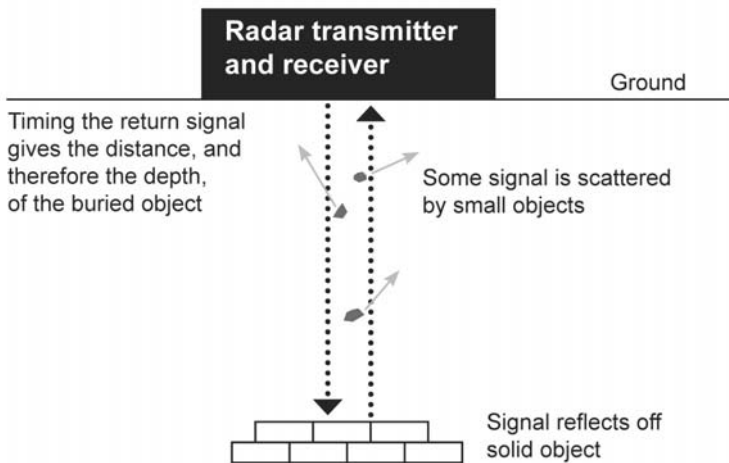 Radar transmitter
and receiver
Ground
Timing the return signal
gives the distance, and
therefore the depth,
of the buried object
Some signal is scattered
by small objects
Signal reflects off
solid object